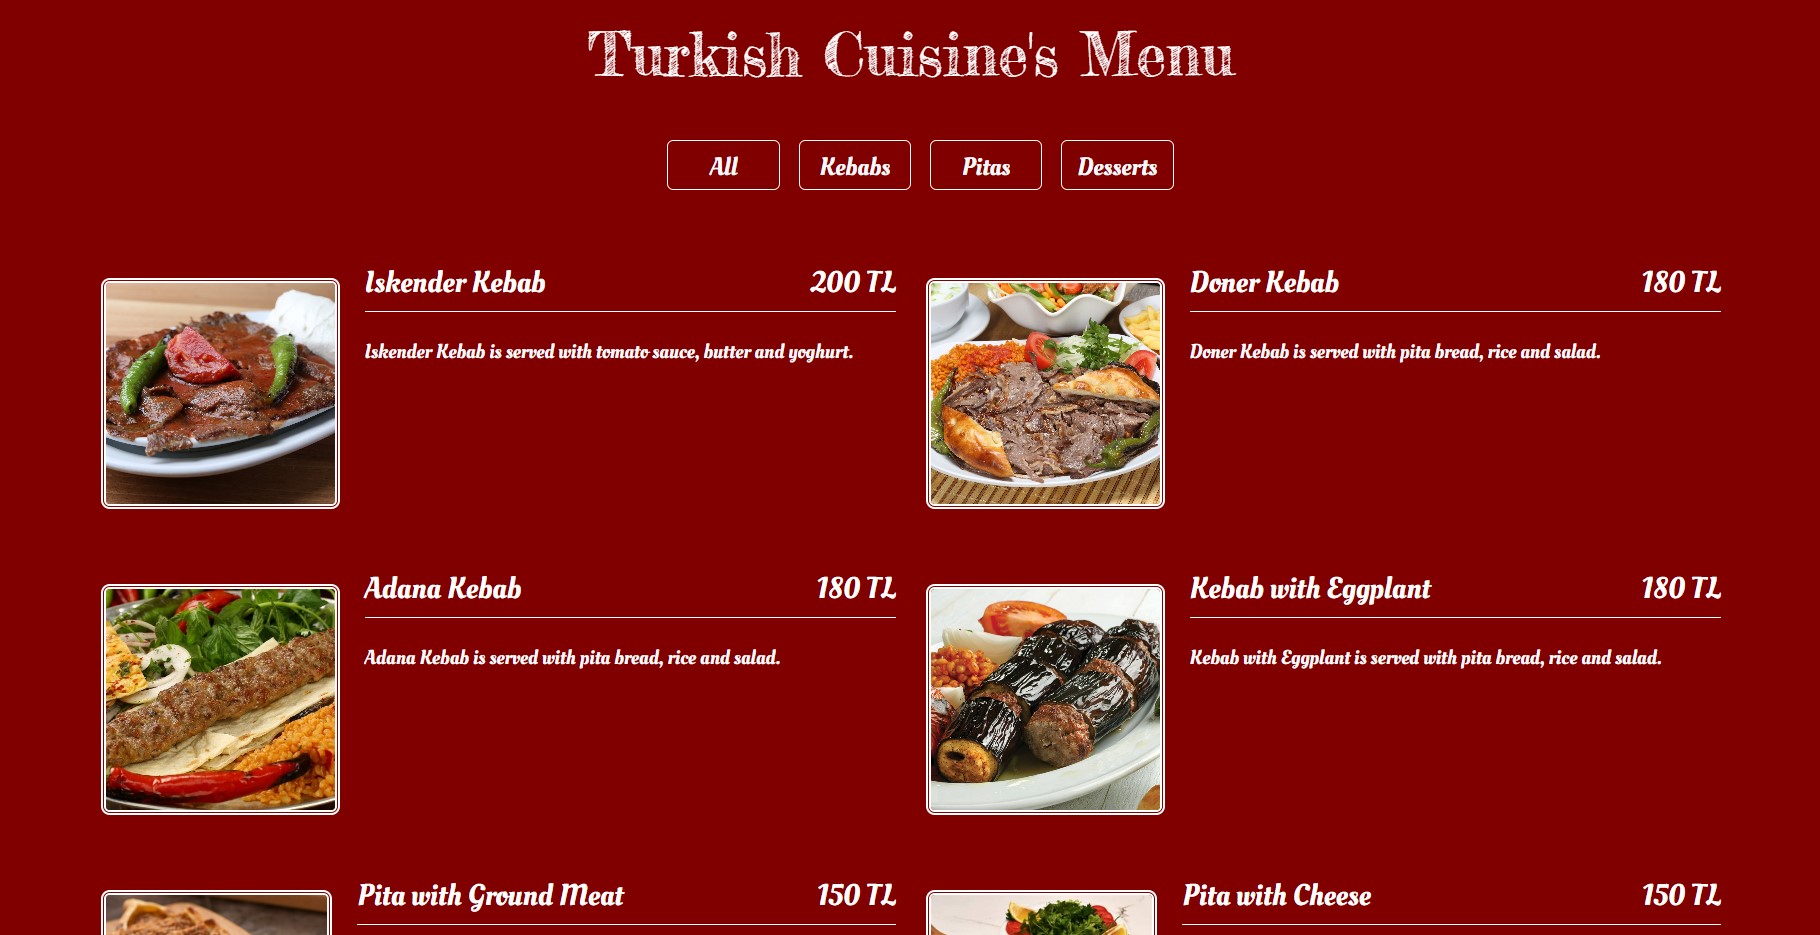 Turkish Cuisine's Menu
All
Kebabs
Pitas
Desserts
Iskender Kebab 200 TL
Iskender Kebab is served with tomato sauce, butter and yoghurt.
Doner Kebab 180 TL
Doner Kebab is served with pita bread, rice and salad.
Adana Kebab 180 TL
Adana Kebab is served with pita bread, rice and salad.
Kebab with Eggplant 180 TL
Kebab with Eggplant is served with pita bread, rice and salad.
Pita with Ground Meat 150 TL
Pita with Cheese 150 TL